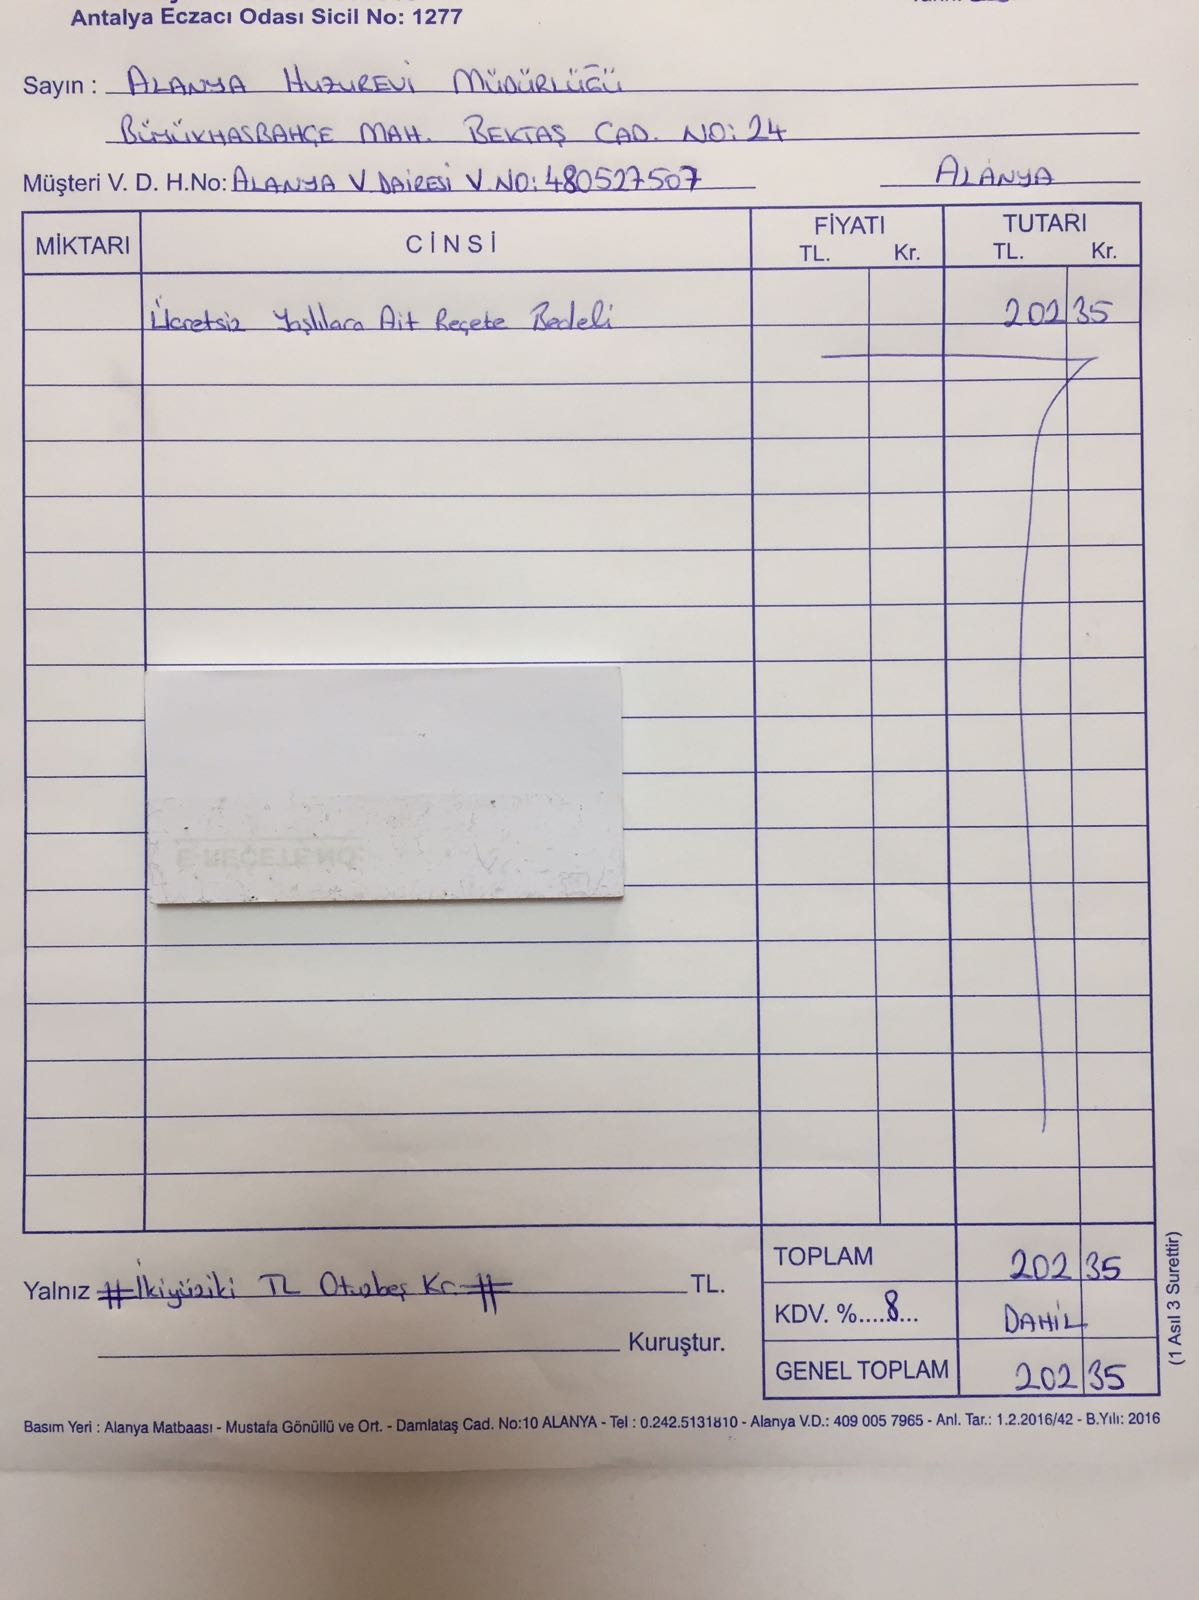 Antalya Eczacı Odası Sicil No: 1277
Sayın : ALANYA HUZUREVİ MÜDÜRLÜĞÜ
BÜYÜKHASBAHÇE MAH. BEKTAŞ CAD. NO: 24
Müşteri V. D. H.No: ALANYA V DAİRESİ V NO: 480527507 ALANYA
MİKTARI CİNSİ FİYATI TUTARI
TL. Kr. TL. Kr.
Ücretsiz Yaşlılara Ait Reçete Bedeli 202 35
E-REÇETE NO:
TOPLAM 202 35
Yalnız #İkiyüziki TL Otuzbeş Kr.# TL.
KDV. %....8... DAHİL
Kuruştur.
GENEL TOPLAM 202 35
(1 Asıl 3 Surettir)
Basım Yeri : Alanya Matbaası - Mustafa Gönüllü ve Ort. - Damlataş Cad. No:10 ALANYA - Tel : 0.242.5131810 - Alanya V.D.: 409 005 7965 - Anl. Tar.: 1.2.2016/42 - B.Yılı: 2016